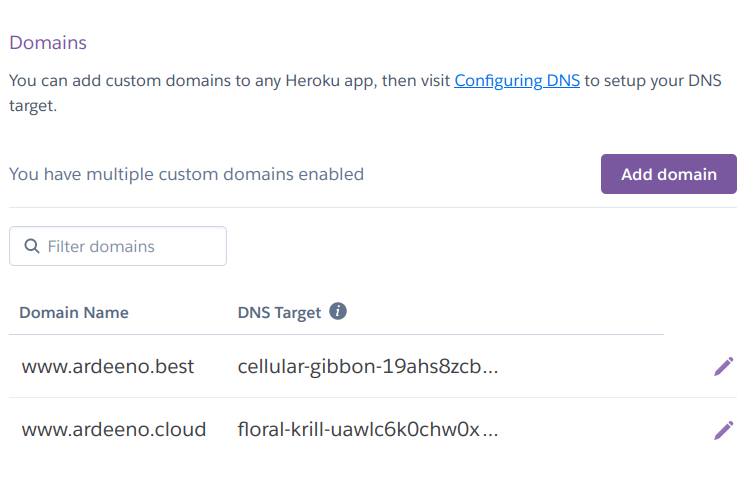 Domains
You can add custom domains to any Heroku app, then visit Configuring DNS to setup your DNS
target.
You have multiple custom domains enabled
Add domain
Filter domains
Domain Name DNS Target i
www.ardeeno.best cellular-gibbon-19ahs8zcb...
www.ardeeno.cloud floral-krill-uawlc6k0chw0x...